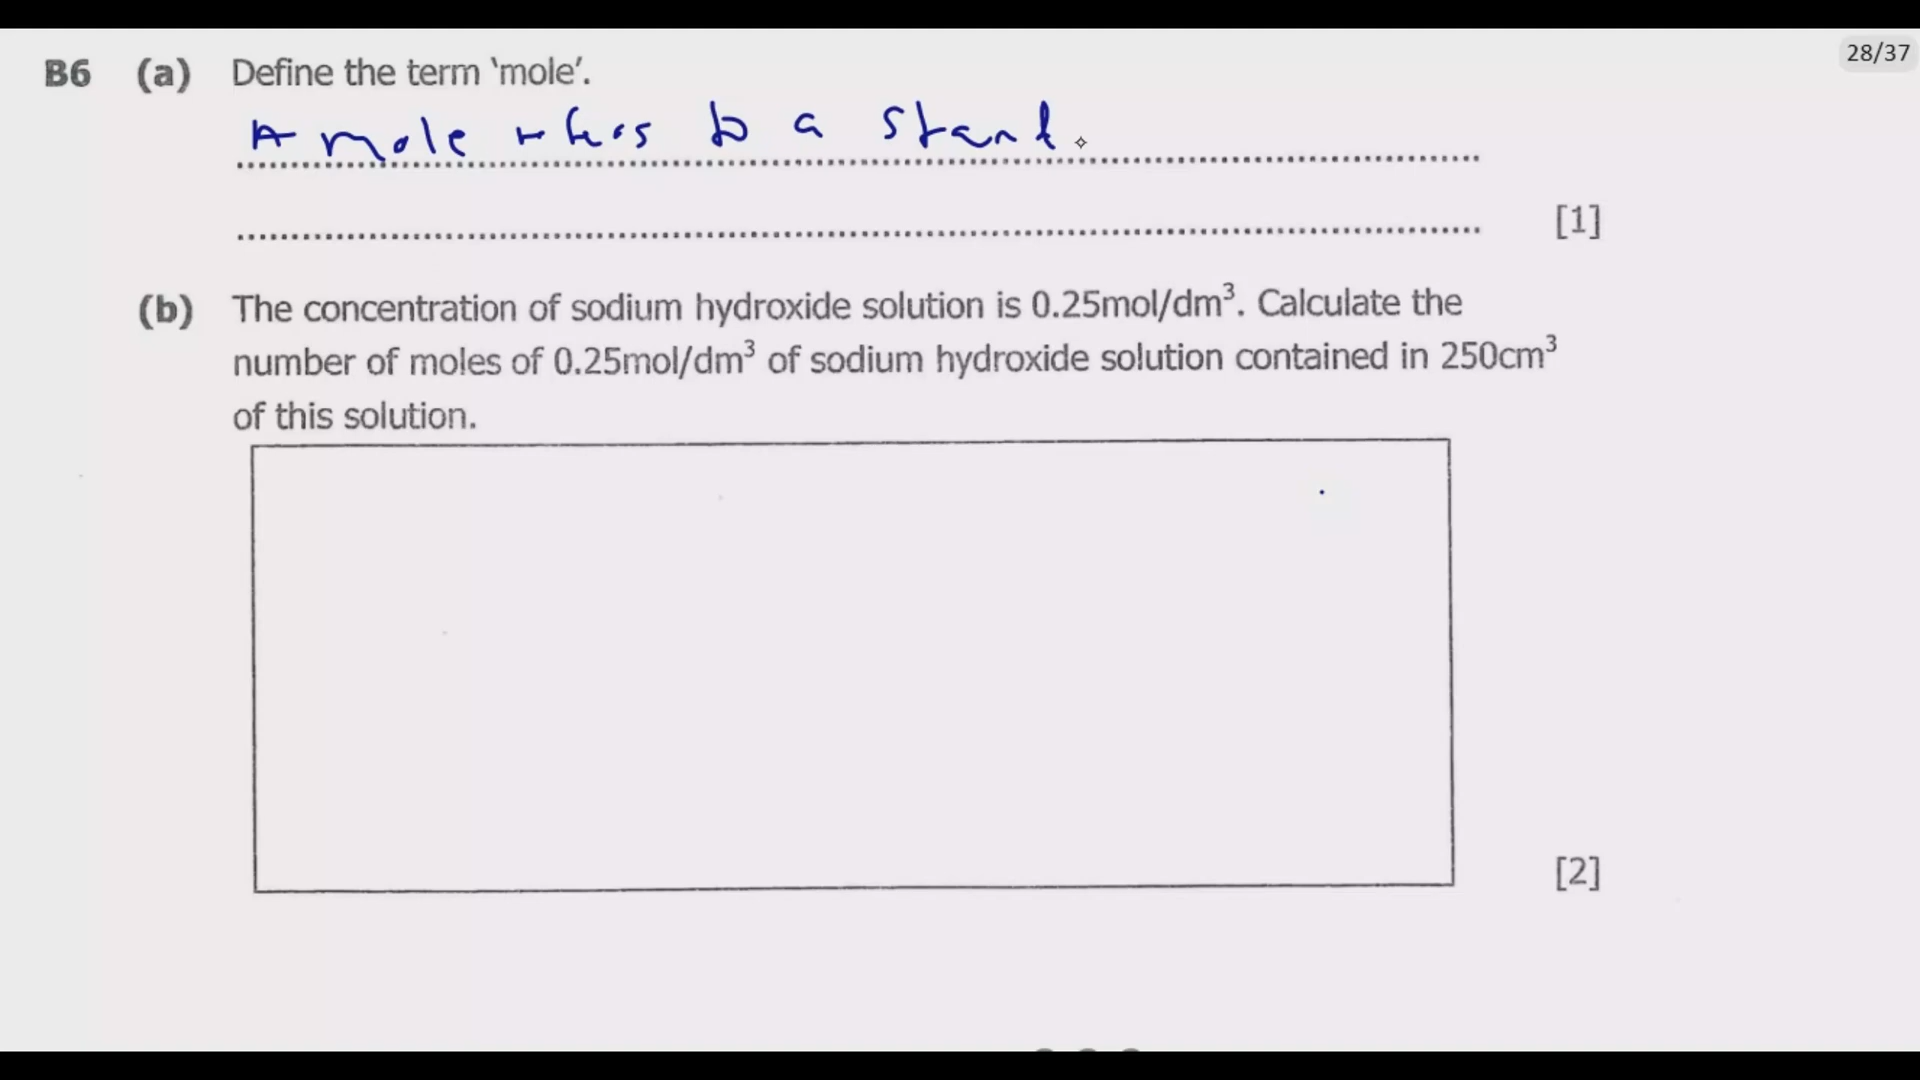 28/37
B6 (a) Define the term ‘mole’.
A mole refers to a stand
[1]
(b) The concentration of sodium hydroxide solution is 0.25mol/dm³. Calculate the
number of moles of 0.25mol/dm³ of sodium hydroxide solution contained in 250cm³
of this solution.
[2]